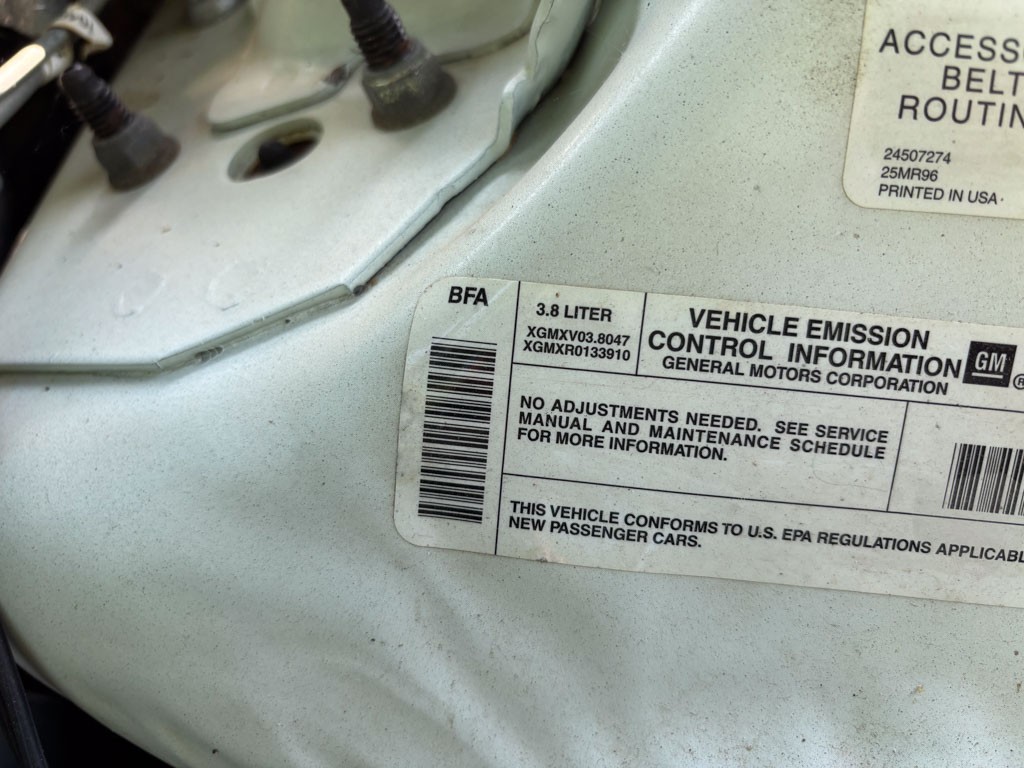 ACCESSO
BELT
ROUTIN
24507274
25MR96
PRINTED IN USA
BFA
3.8 LITER
XGMXV03.8047
XGMXR0133910
VEHICLE EMISSION
CONTROL INFORMATION
GENERAL MOTORS CORPORATION
GM
®
NO ADJUSTMENTS NEEDED. SEE SERVICE
MANUAL AND MAINTENANCE SCHEDULE
FOR MORE INFORMATION.
THIS VEHICLE CONFORMS TO U.S. EPA REGULATIONS APPLICABL
NEW PASSENGER CARS.